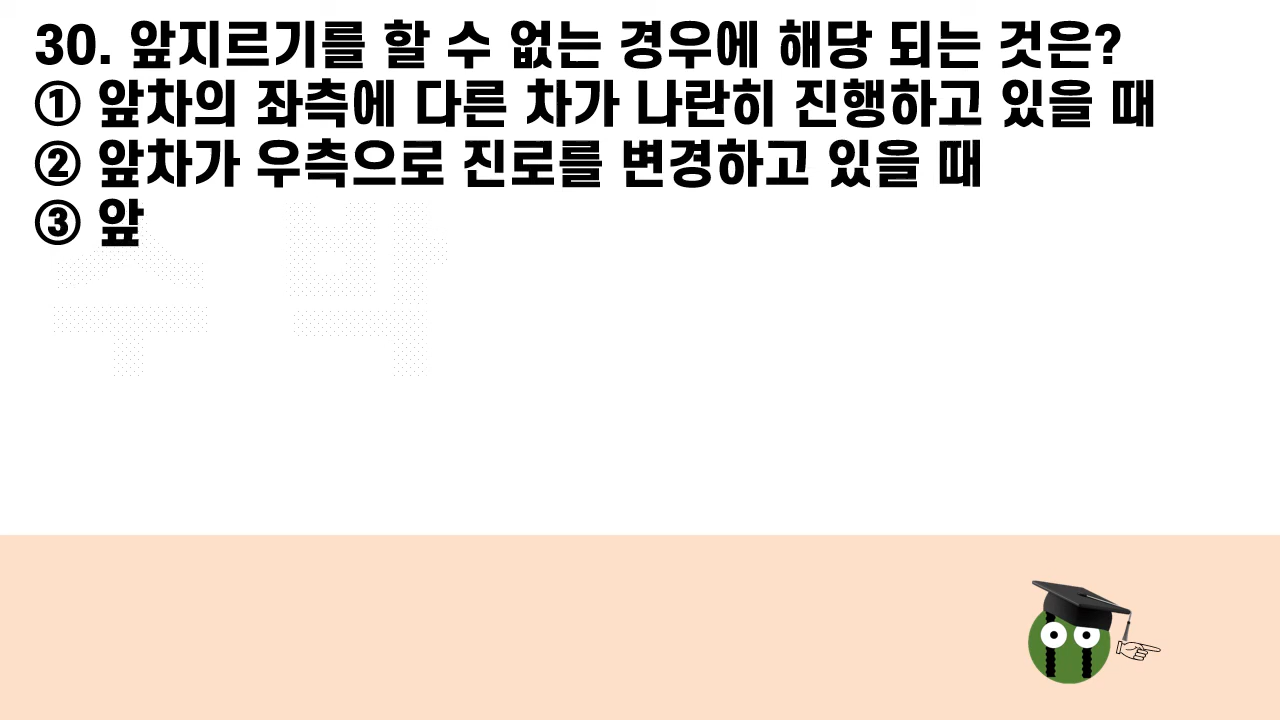 30. 앞지르기를 할 수 없는 경우에 해당 되는 것은?
① 앞차의 좌측에 다른 차가 나란히 진행하고 있을 때
② 앞차가 우측으로 진로를 변경하고 있을 때
③ 앞
수박